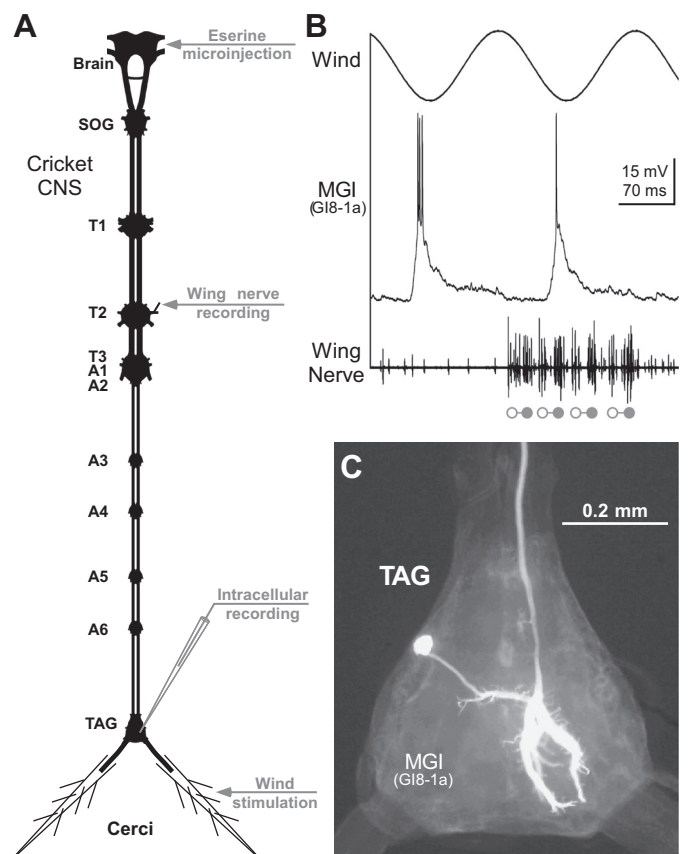 A
Eserine
microinjection
Brain
SOG
Cricket
CNS
T1
Wing nerve
recording
T2
T3
A1
A2
A3
A4
A5
Intracellular
recording
A6
TAG
Wind
stimulation
Cerci
B
Wind
15 mV
70 ms
MGI
(GI8-1a)
Wing
Nerve
C
0.2 mm
TAG
MGI
(GI8-1a)